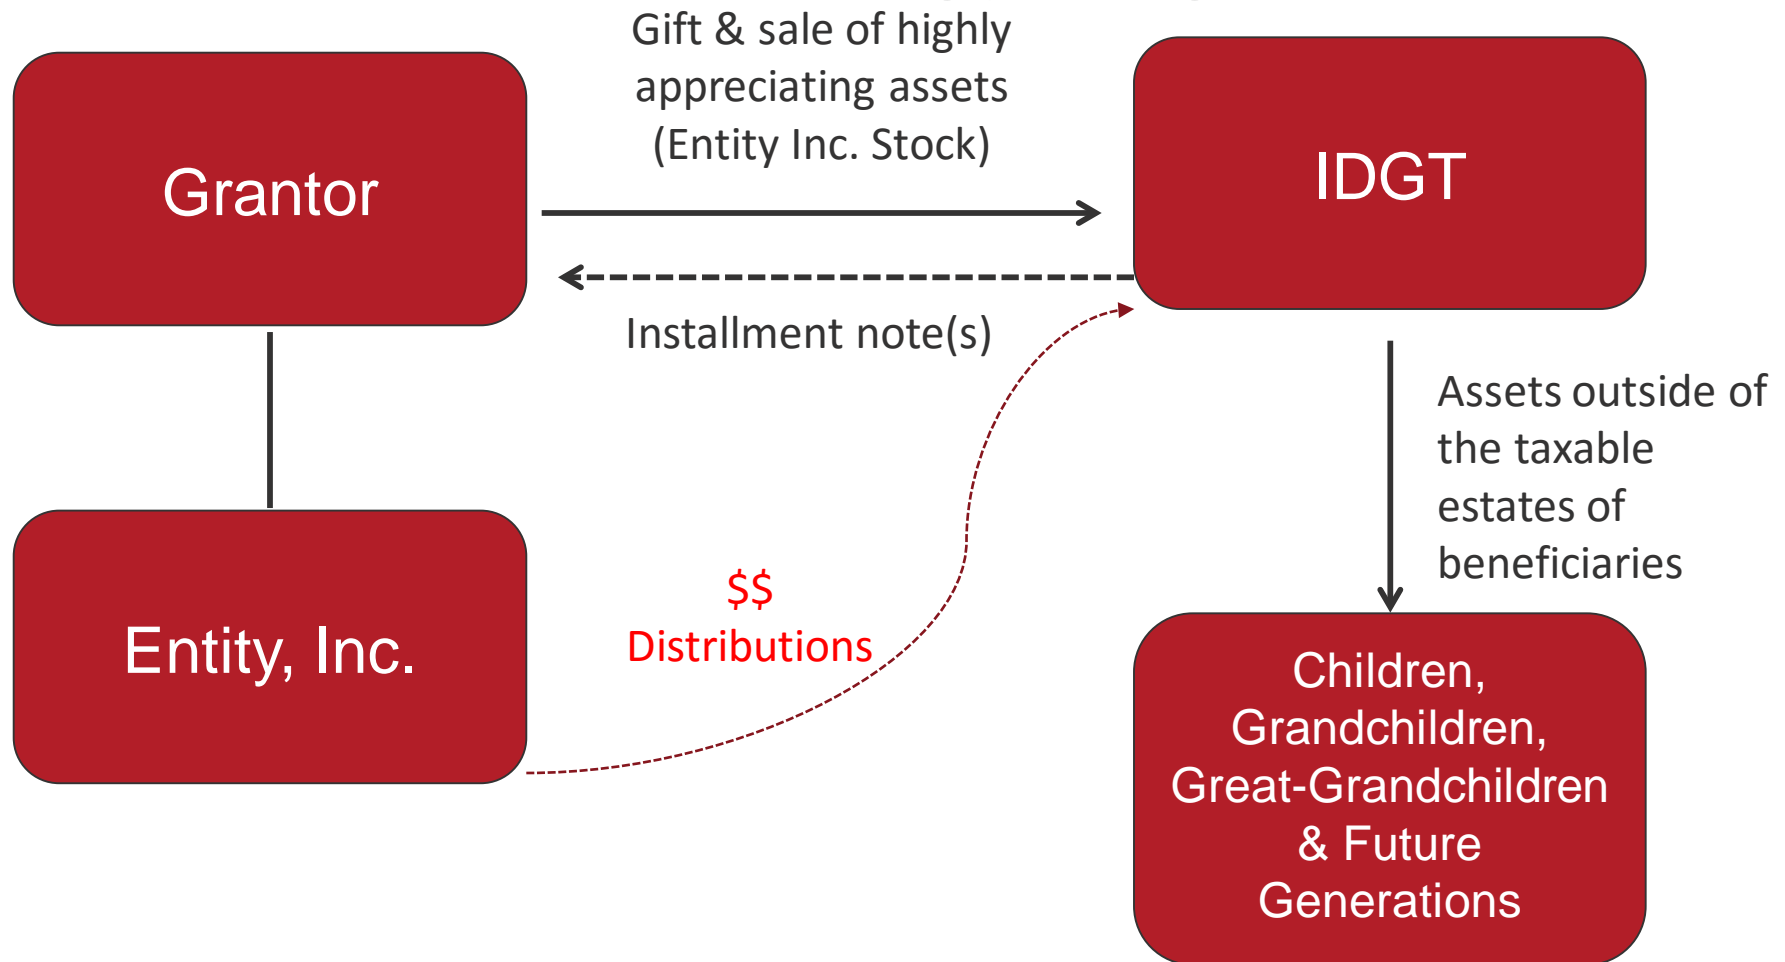 Gift & sale of highly
appreciating assets
(Entity Inc. Stock)
Grantor
IDGT
Installment note(s)
Assets outside of
the taxable
estates of
beneficiaries
Entity, Inc.
$$
Distributions
Children,
Grandchildren,
Great-Grandchildren
& Future
Generations